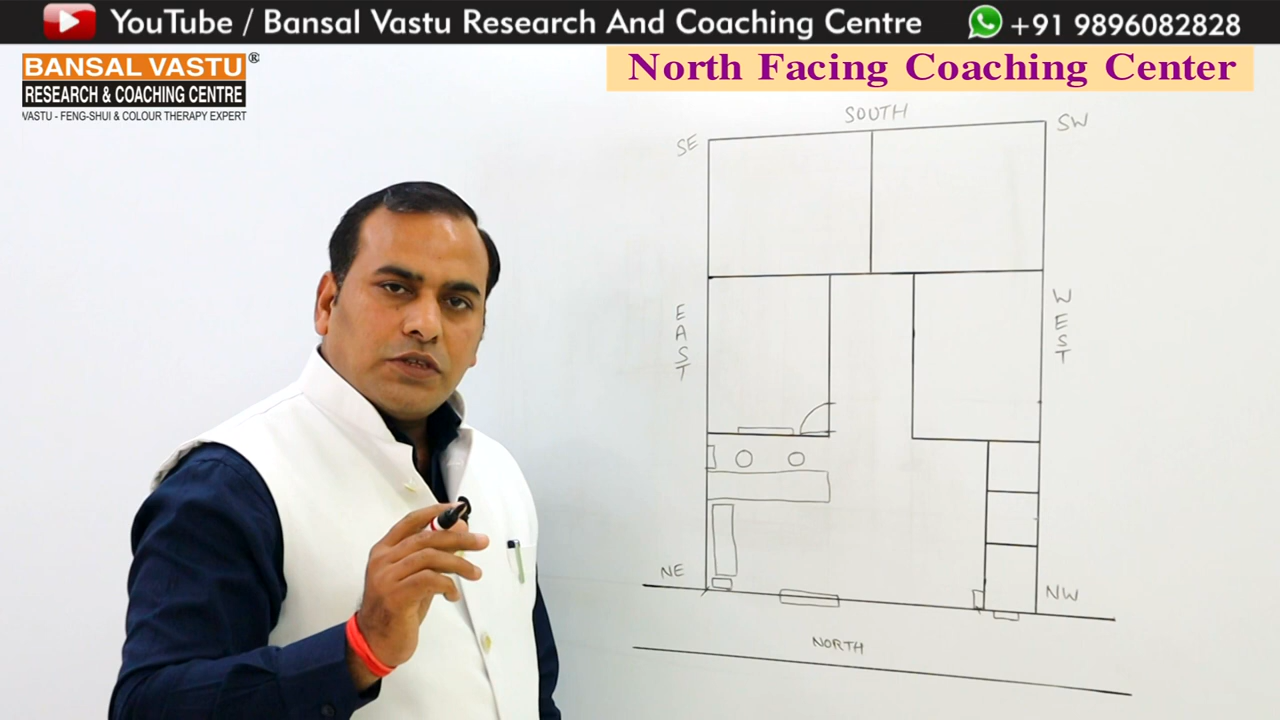 YouTube / Bansal Vastu Research And Coaching Centre
+91 9896082828
BANSAL VASTU ®
RESEARCH & COACHING CENTRE
VASTU - FENG-SHUI & COLOUR THERAPY EXPERT
North Facing Coaching Center
SOUTH
SE
SW
EAST
WEST
NE
NW
NORTH